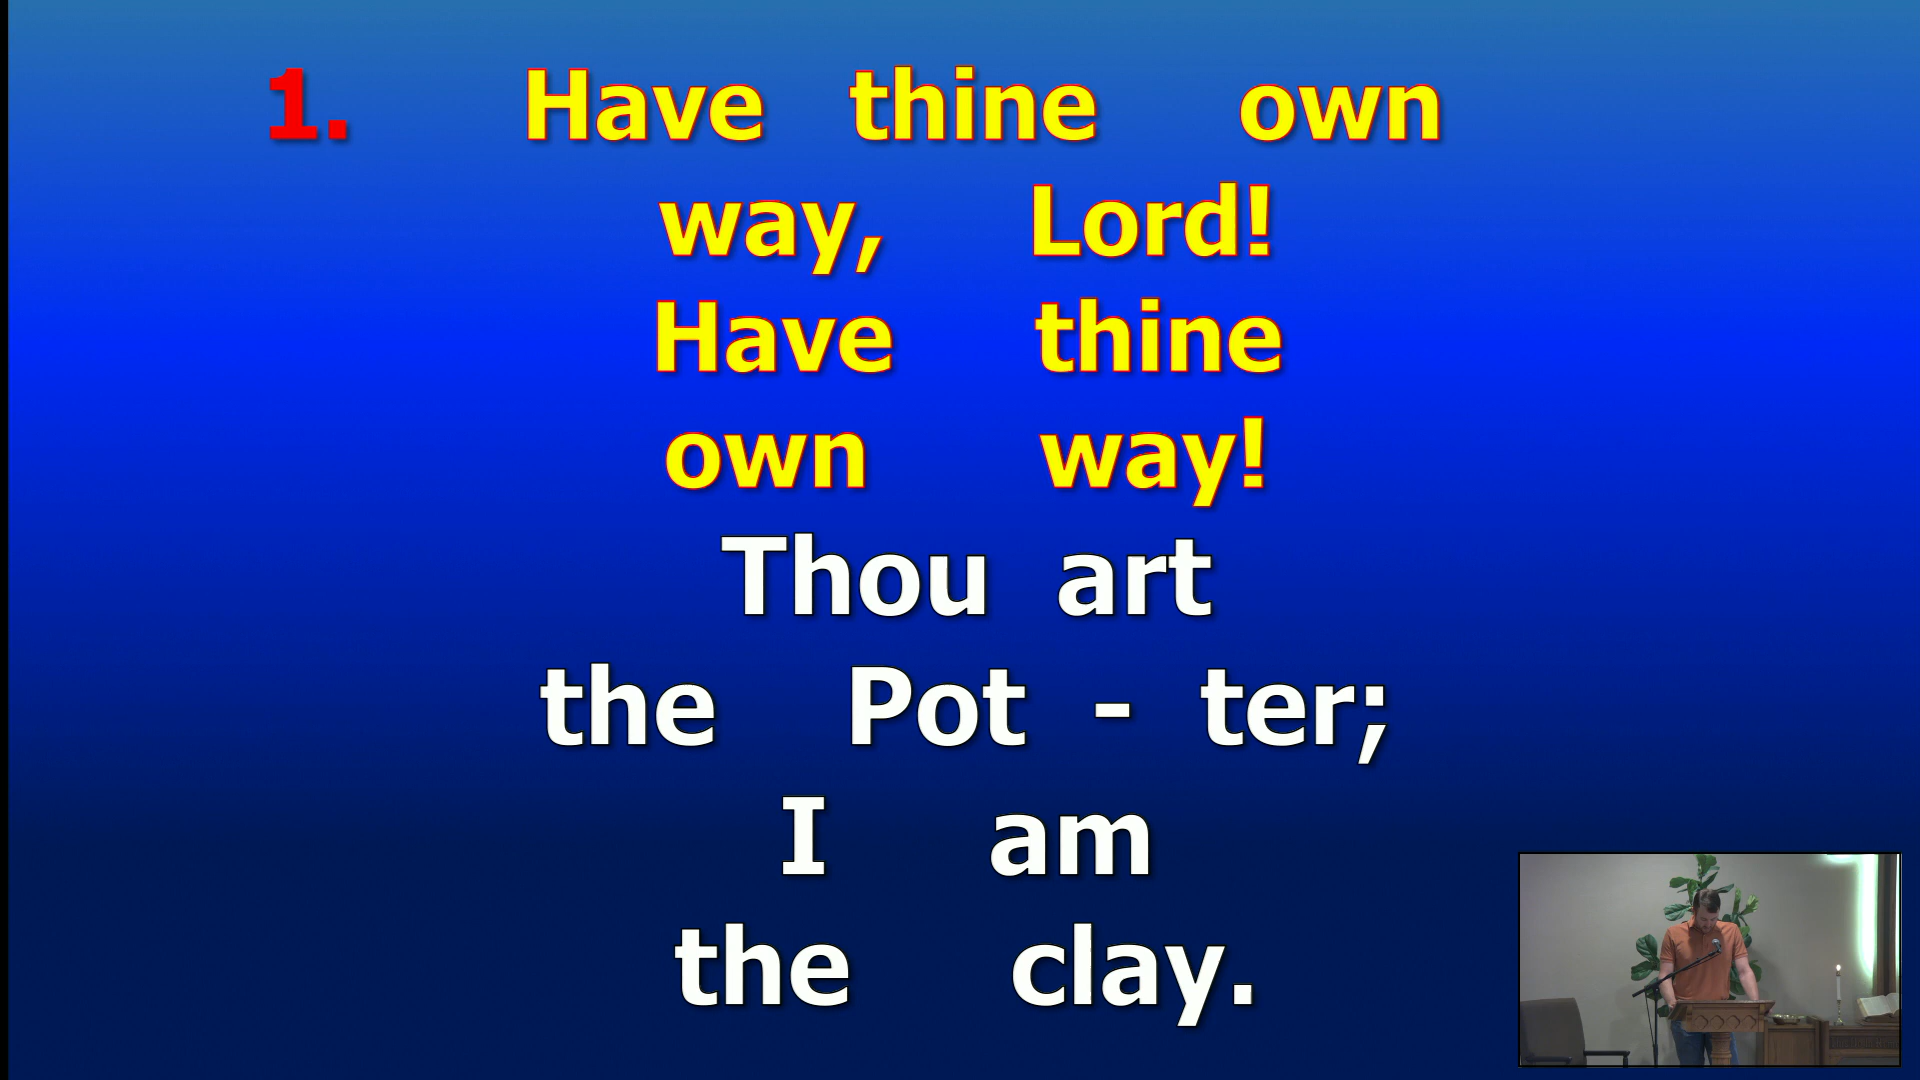 1. Have thine own
way, Lord!
Have thine
own way!
Thou art
the Pot - ter;
I am
the clay.